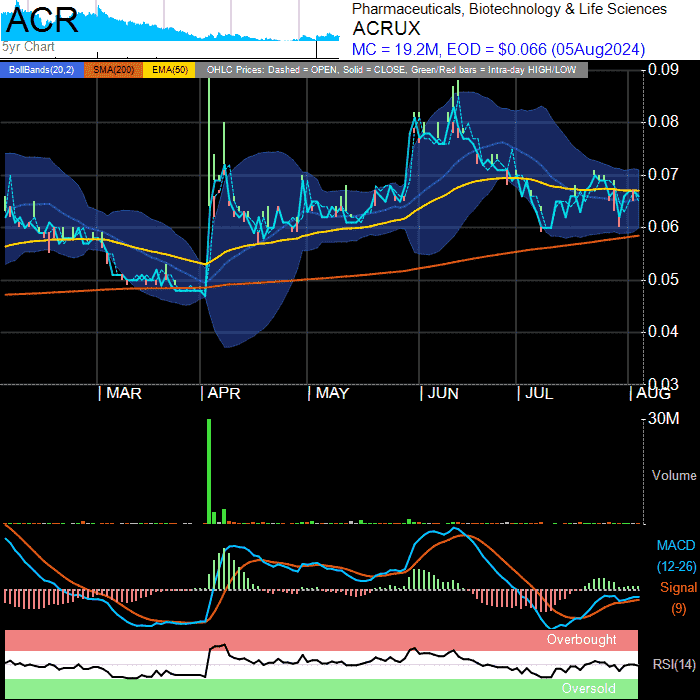 ACR
5yr Chart
Pharmaceuticals, Biotechnology & Life Sciences
ACRUX
MC = 19.2M, EOD = $0.066 (05Aug2024)
BollBands(20,2) SMA(200) EMA(50) OHLC Prices: Dashed = OPEN, Solid = CLOSE, Green/Red bars = Intra-day HIGH/LOW
0.09
0.08
0.07
0.06
0.05
0.04
0.03
| MAR | APR | MAY | JUN | JUL | AUG
30M
Volume
MACD
(12-26)
Signal
(9)
Overbought
RSI(14)
Oversold